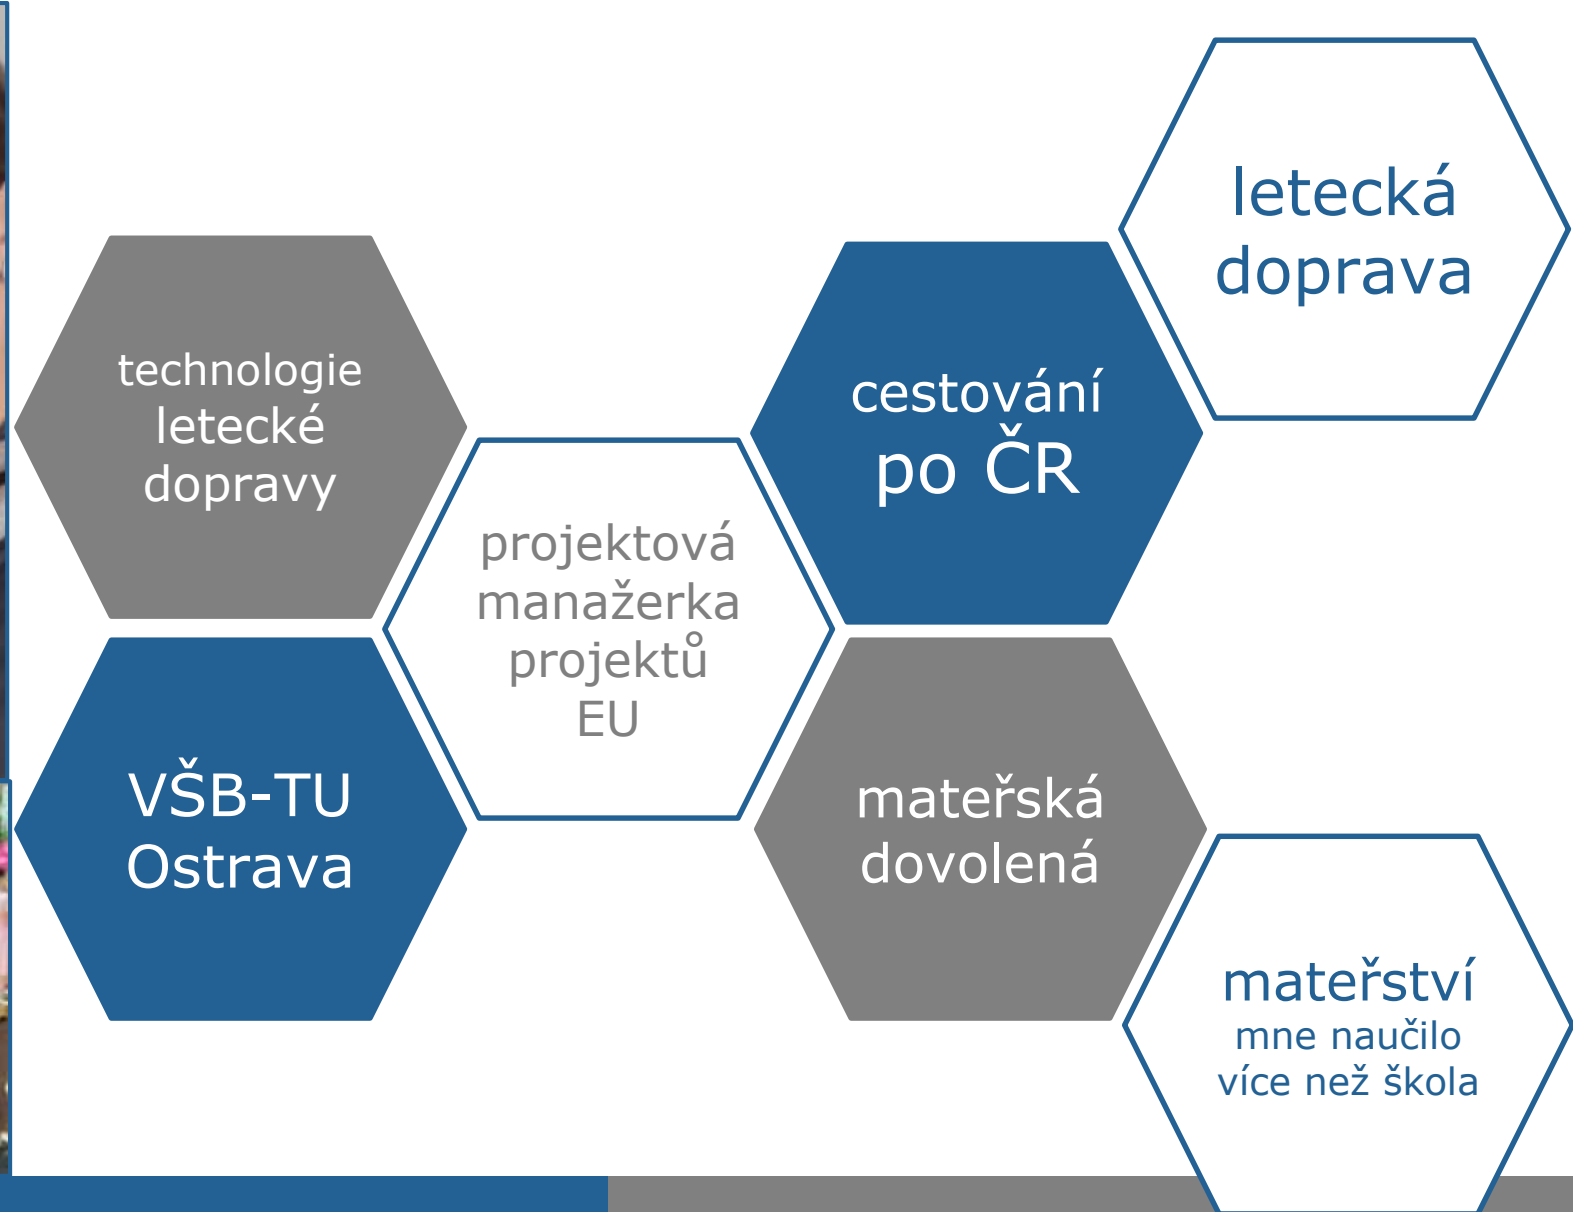 technologie
letecké
dopravy
VŠB-TU
Ostrava
projektová
manažerka
projektů
EU
cestování
po ČR
mateřská
dovolená
letecká
doprava
mateřství
mne naučilo
více než škola